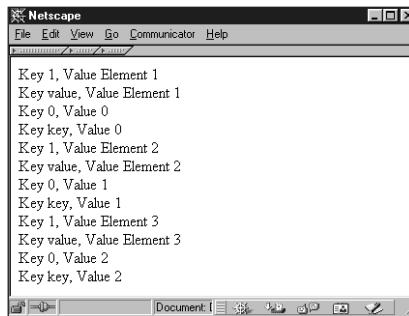 Netscape
File Edit View Go Communicator Help
Key 1, Value Element 1
Key value, Value Element 1
Key 0, Value 0
Key key, Value 0
Key 1, Value Element 2
Key value, Value Element 2
Key 0, Value 1
Key key, Value 1
Key 1, Value Element 3
Key value, Value Element 3
Key 0, Value 2
Key key, Value 2
Document: